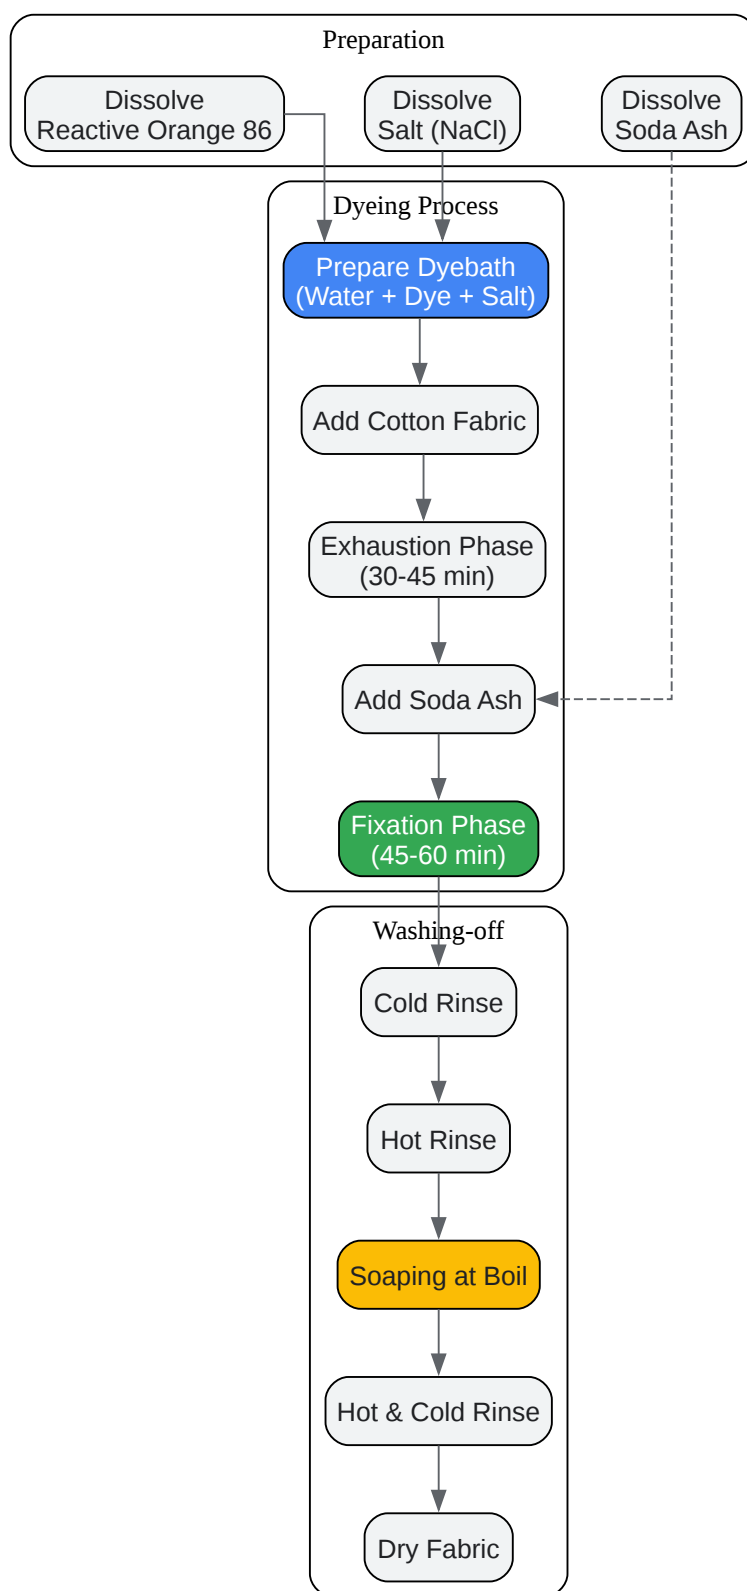 Preparation
Dissolve
Reactive Orange 86
Dissolve
Salt (NaCl)
Dissolve
Soda Ash
Dyeing Process
Prepare Dyebath
(Water + Dye + Salt)
Add Cotton Fabric
Exhaustion Phase
(30-45 min)
Add Soda Ash
Fixation Phase
(45-60 min)
Washing-off
Cold Rinse
Hot Rinse
Soaping at Boil
Hot & Cold Rinse
Dry Fabric